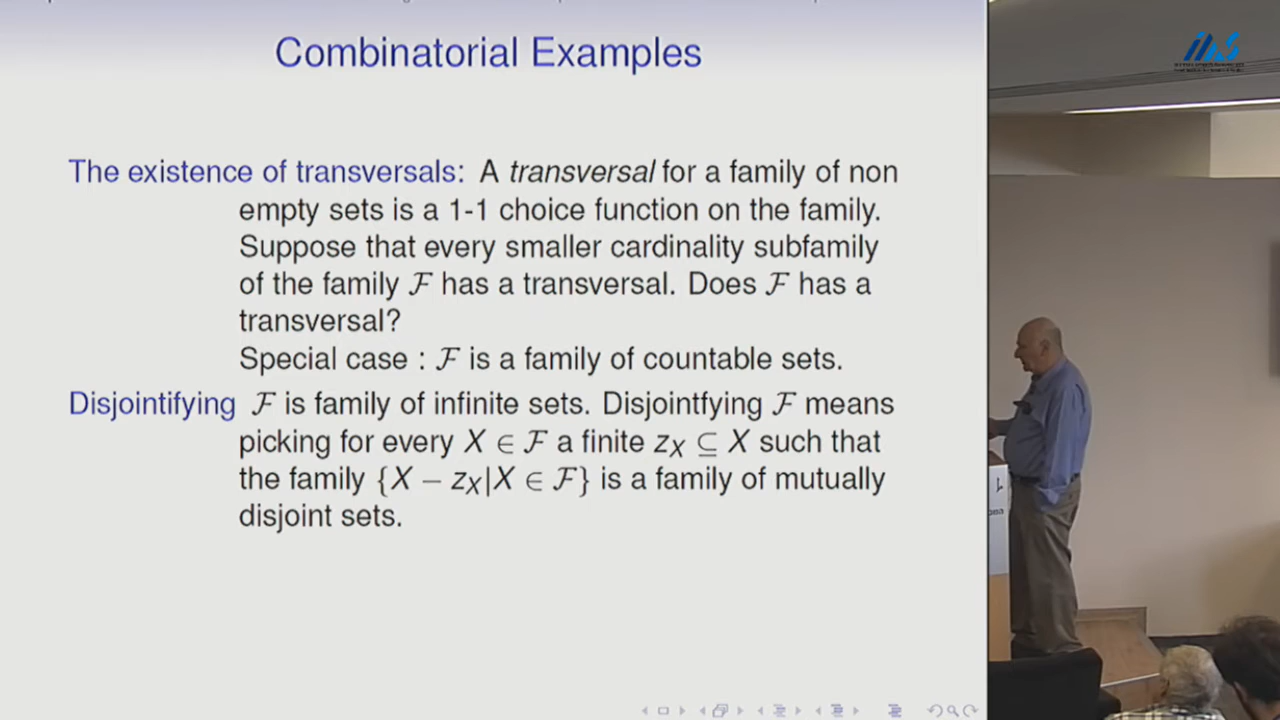 Combinatorial Examples
The existence of transversals: A transversal for a family of non
empty sets is a 1-1 choice function on the family.
Suppose that every smaller cardinality subfamily
of the family ℱ has a transversal. Does ℱ has a
transversal?
Special case : ℱ is a family of countable sets.
Disjointifying ℱ is family of infinite sets. Disjointfying ℱ means
picking for every X ∈ ℱ a finite z_X ⊆ X such that
the family {X − z_X|X ∈ ℱ} is a family of mutually
disjoint sets.